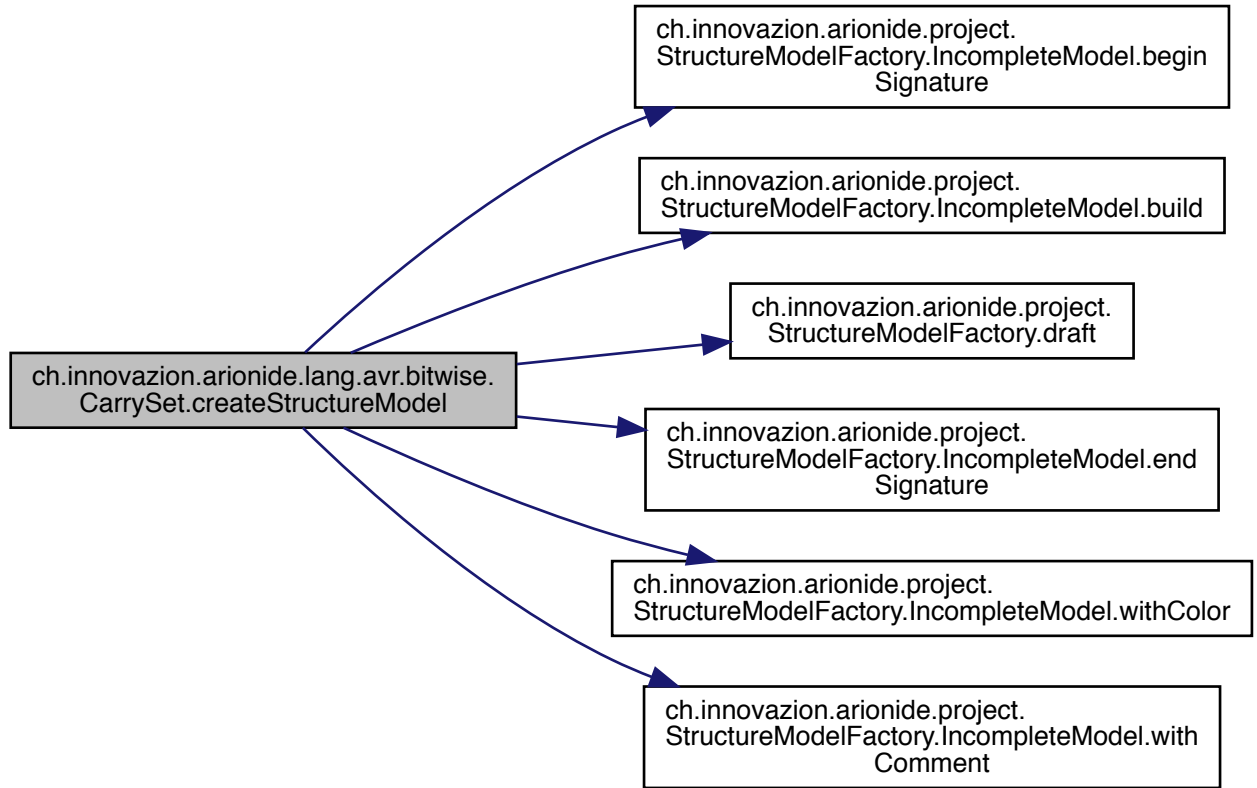 ch.innovazion.arionide.project.
StructureModelFactory.IncompleteModel.begin
Signature
ch.innovazion.arionide.project.
StructureModelFactory.IncompleteModel.build
ch.innovazion.arionide.project.
StructureModelFactory.draft
ch.innovazion.arionide.lang.avr.bitwise.
CarrySet.createStructureModel
ch.innovazion.arionide.project.
StructureModelFactory.IncompleteModel.end
Signature
ch.innovazion.arionide.project.
StructureModelFactory.IncompleteModel.withColor
ch.innovazion.arionide.project.
StructureModelFactory.IncompleteModel.with
Comment